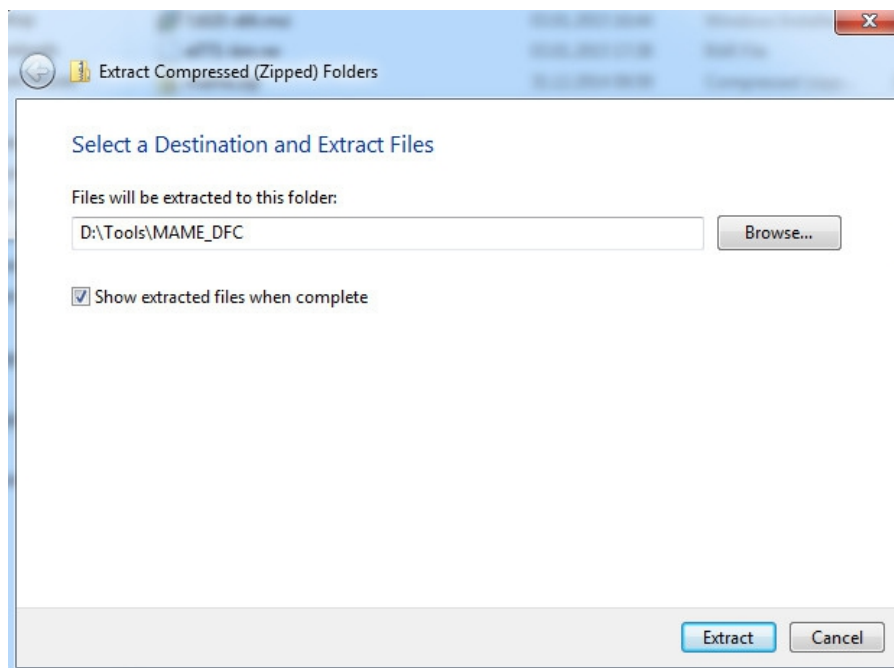 Extract Compressed (Zipped) Folders
Select a Destination and Extract Files
Files will be extracted to this folder:
D:\Tools\MAME_DFC
Browse...
Show extracted files when complete
Extract Cancel